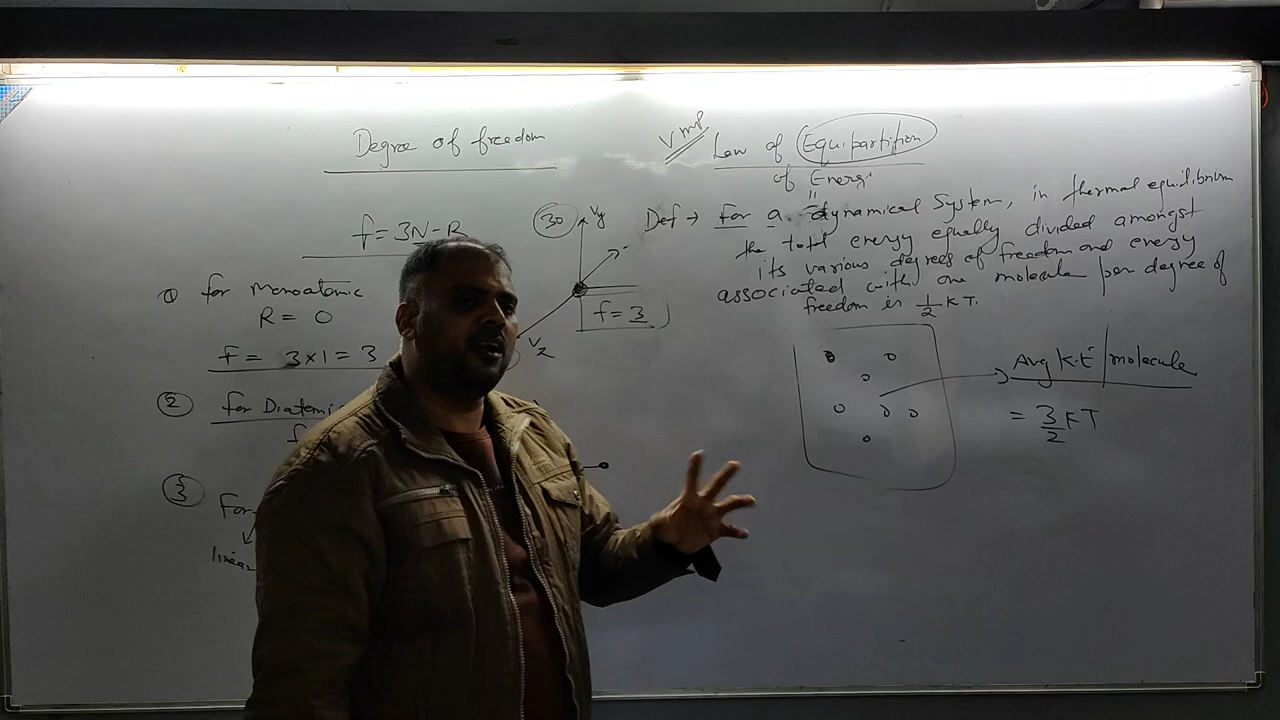 Degree of freedom
f = 3N - R
① for Monoatomic
R = 0
f = 3x1 = 3
② for Diatomi
f
③ For
linear
3D
Vy
Vz
f = 3
V imp
Law of Equipartition
of Energy
Def → For a dynamical System, in thermal equilibrium
the total energy equally divided amongst
its various degrees of freedom and energy
associated with one molecule per degree of
freedom is 1/2 KT.
Avg K.E / molecule
= 3/2 KT